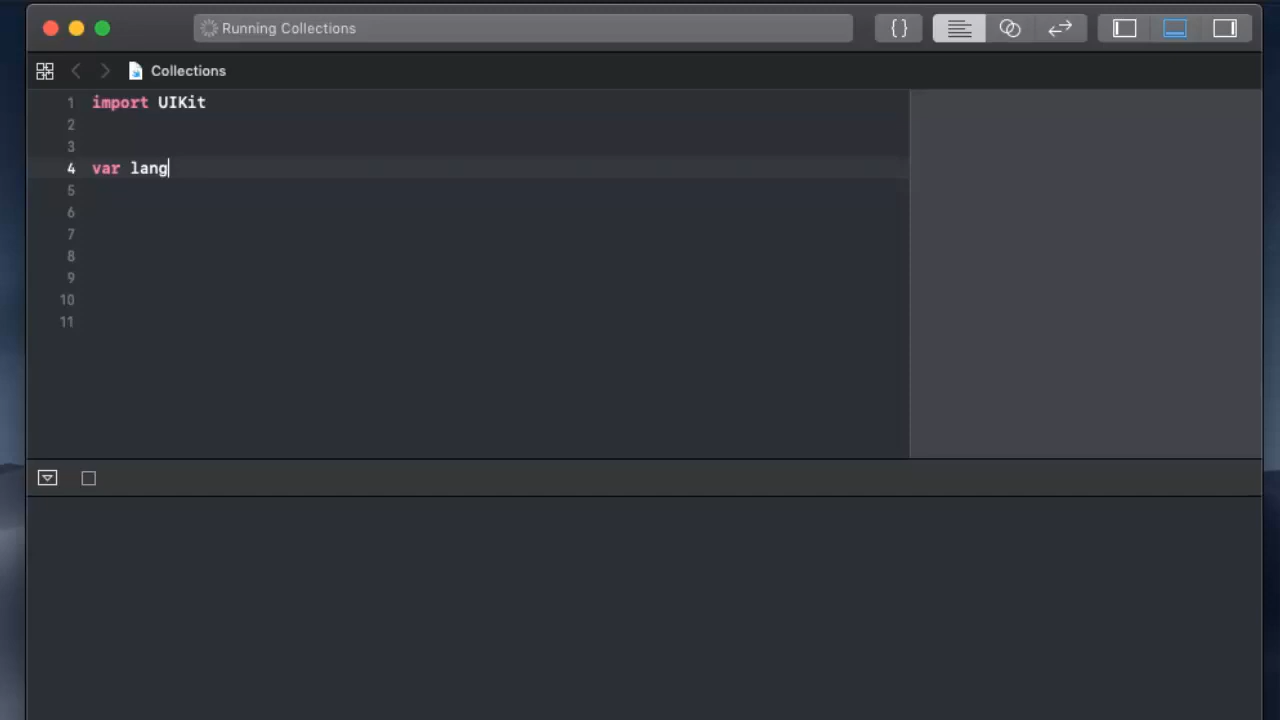 Running Collections
{ }
Collections
1 import UIKit
2
3
4 var lang
5
6
7
8
9
10
11